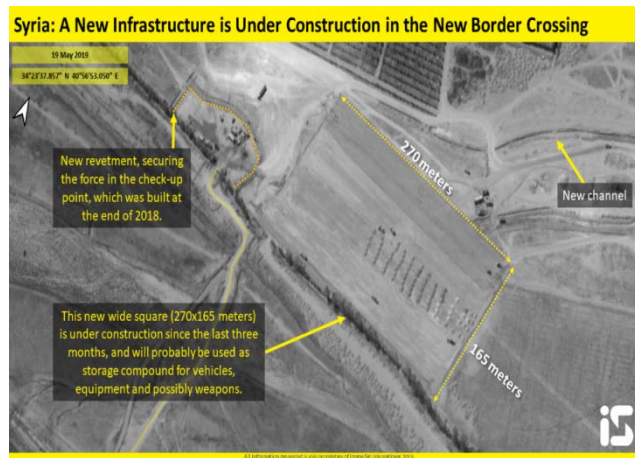 Syria: A New Infrastructure is Under Construction in the New Border Crossing
19 May 2019
34°23'37.857" N 40°56'53.050" E
270 meters
New revetment, securing
the force in the check-up
point, which was built at
the end of 2018.
New channel
This new wide square (270x165 meters)
is under construction since the last three
months, and will probably be used as
storage compound for vehicles,
equipment and possibly weapons.
165 meters
iS